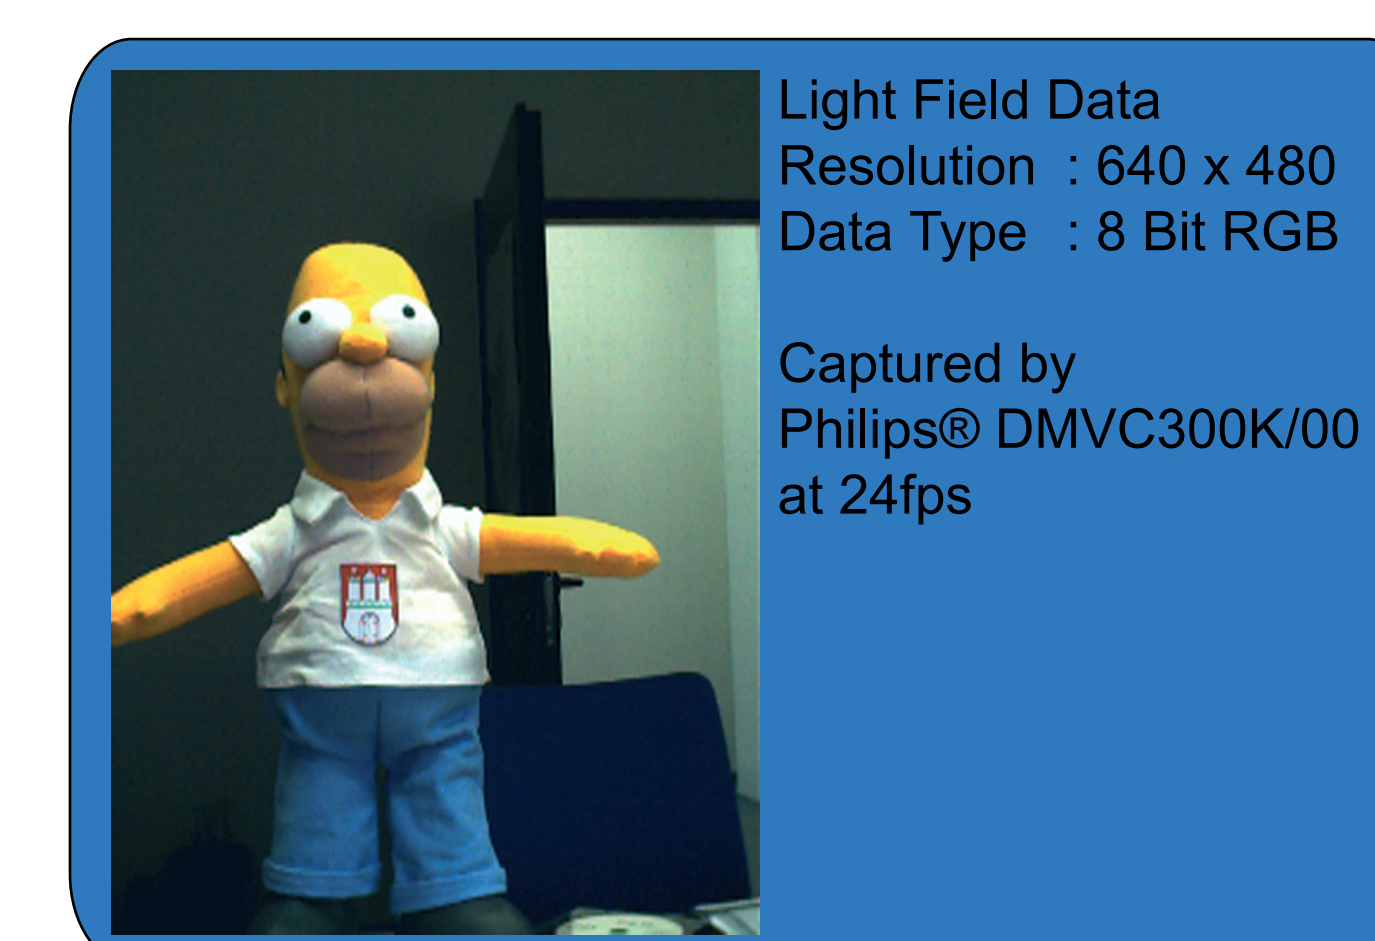 Light Field Data
Resolution : 640 x 480
Data Type : 8 Bit RGB
Captured by
Philips® DMVC300K/00
at 24fps